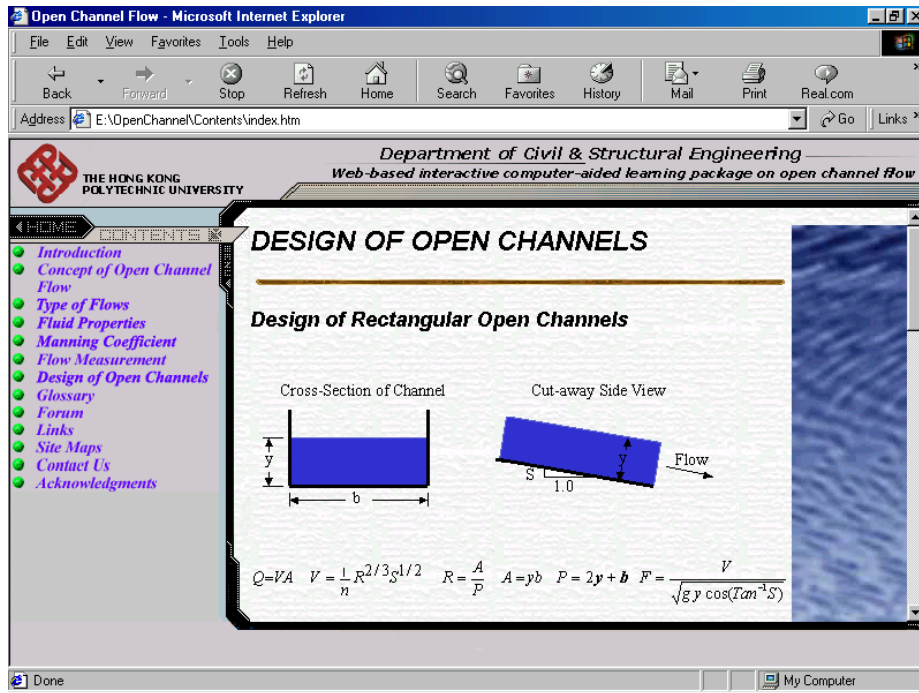 Open Channel Flow - Microsoft Internet Explorer
File Edit View Favorites Tools Help
Back Forward Stop Refresh Home Search Favorites History Mail Print Real.com »
Address E:\OpenChannel\Contents\index.htm Go Links »
THE HONG KONG
POLYTECHNIC UNIVERSITY
Department of Civil & Structural Engineering
Web-based interactive computer-aided learning package on open channel flow
HOME
CONTENTS
Introduction
Concept of Open Channel
Flow
Type of Flows
Fluid Properties
Manning Coefficient
Flow Measurement
Design of Open Channels
Glossary
Forum
Links
Site Maps
Contact Us
Acknowledgments
DESIGN OF OPEN CHANNELS
Design of Rectangular Open Channels
Cross-Section of Channel Cut-away Side View
y
b
y
S
1.0
Flow
Q=VA V = 1/n R^2/3 S^1/2 R = A/P A=yb P = 2y + b F = V/√(g y cos(Tan⁻¹S))
Done My Computer